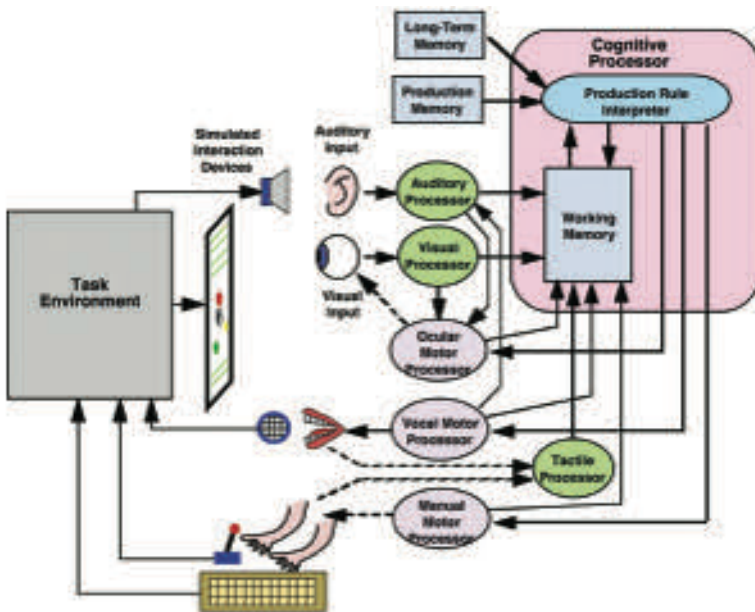 Long-Term
Memory
Cognitive
Processor
Production
Memory
Production Rule
Interpreter
Simulated
Interaction
Devices
Auditory
Input
Auditory
Processor
Working
Memory
Visual
Processor
Visual
Input
Task
Environment
Ocular
Motor
Processor
Vocal Motor
Processor
Tactile
Processor
Manual
Motor
Processor